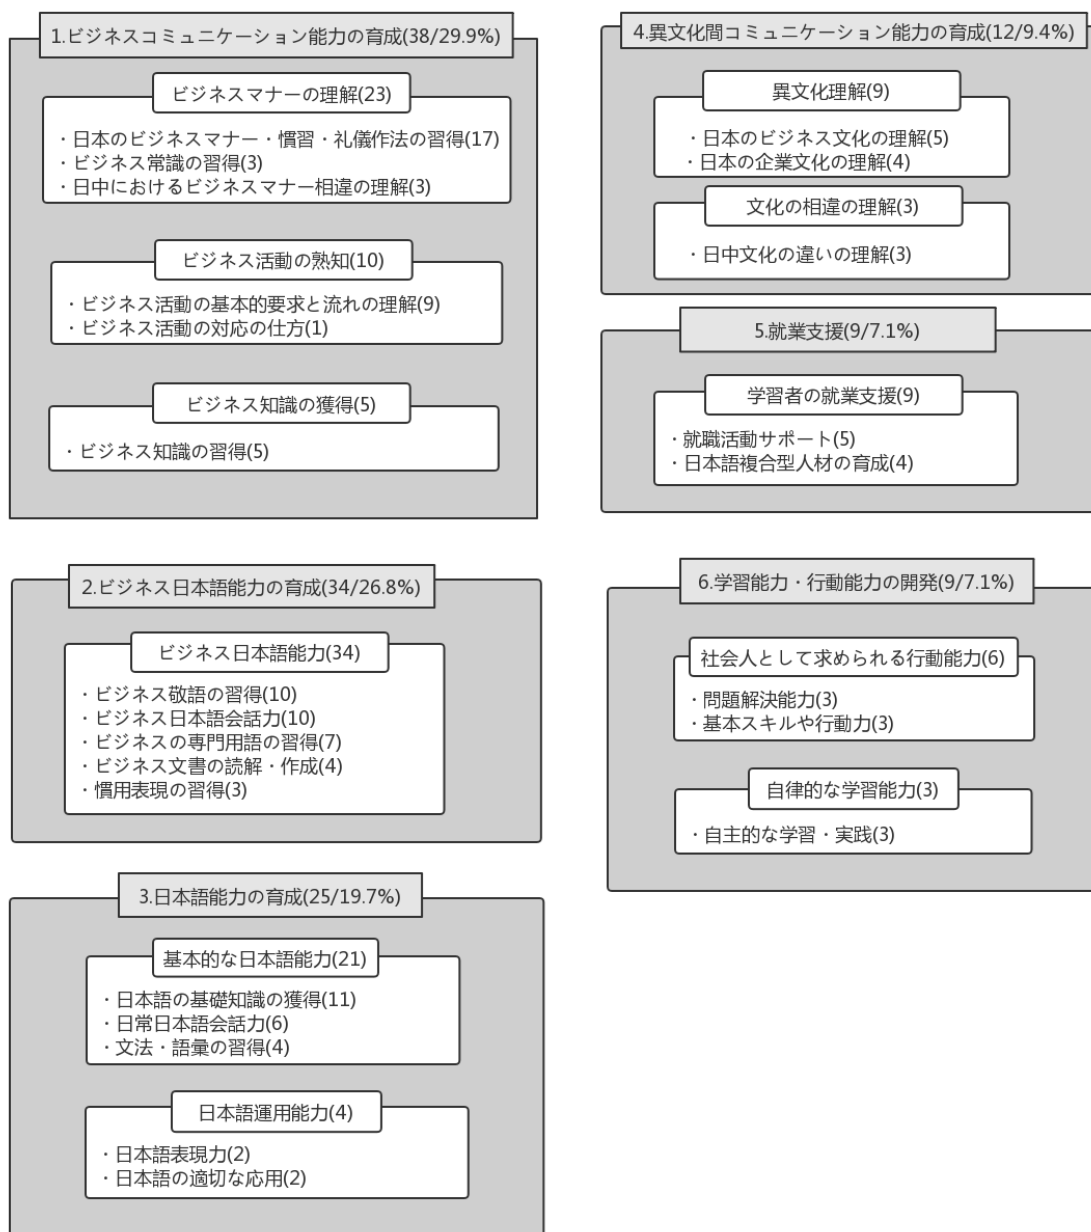 1.ビジネスコミュニケーション能力の育成(38/29.9%)
ビジネスマナーの理解(23)
・日本のビジネスマナー・慣習・礼儀作法の習得(17)
・ビジネス常識の習得(3)
・日中におけるビジネスマナー相違の理解(3)
ビジネス活動の熟知(10)
・ビジネス活動の基本的要求と流れの理解(9)
・ビジネス活動の対応の仕方(1)
ビジネス知識の獲得(5)
・ビジネス知識の習得(5)
2.ビジネス日本語能力の育成(34/26.8%)
ビジネス日本語能力(34)
・ビジネス敬語の習得(10)
・ビジネス日本語会話力(10)
・ビジネスの専門用語の習得(7)
・ビジネス文書の読解・作成(4)
・慣用表現の習得(3)
3.日本語能力の育成(25/19.7%)
基本的な日本語能力(21)
・日本語の基礎知識の獲得(11)
・日常日本語会話力(6)
・文法・語彙の習得(4)
日本語運用能力(4)
・日本語表現力(2)
・日本語の適切な応用(2)
4.異文化間コミュニケーション能力の育成(12/9.4%)
異文化理解(9)
・日本のビジネス文化の理解(5)
・日本の企業文化の理解(4)
文化の相違の理解(3)
・日中文化の違いの理解(3)
5.就業支援(9/7.1%)
学習者の就業支援(9)
・就職活動サポート(5)
・日本語複合型人材の育成(4)
6.学習能力・行動能力の開発(9/7.1%)
社会人として求められる行動能力(6)
・問題解決能力(3)
・基本スキルや行動力(3)
自律的な学習能力(3)
・自主的な学習・実践(3)